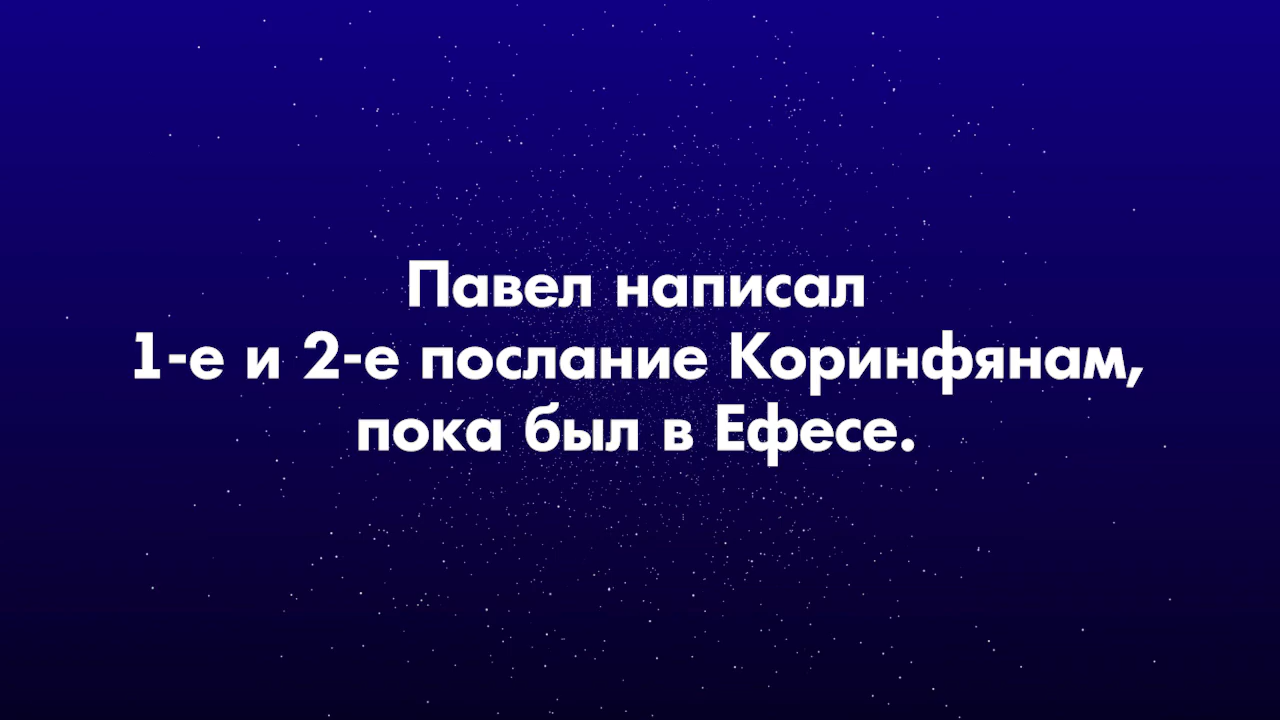 Павел написал
1-е и 2-е послание Коринфянам,
пока был в Ефесе.